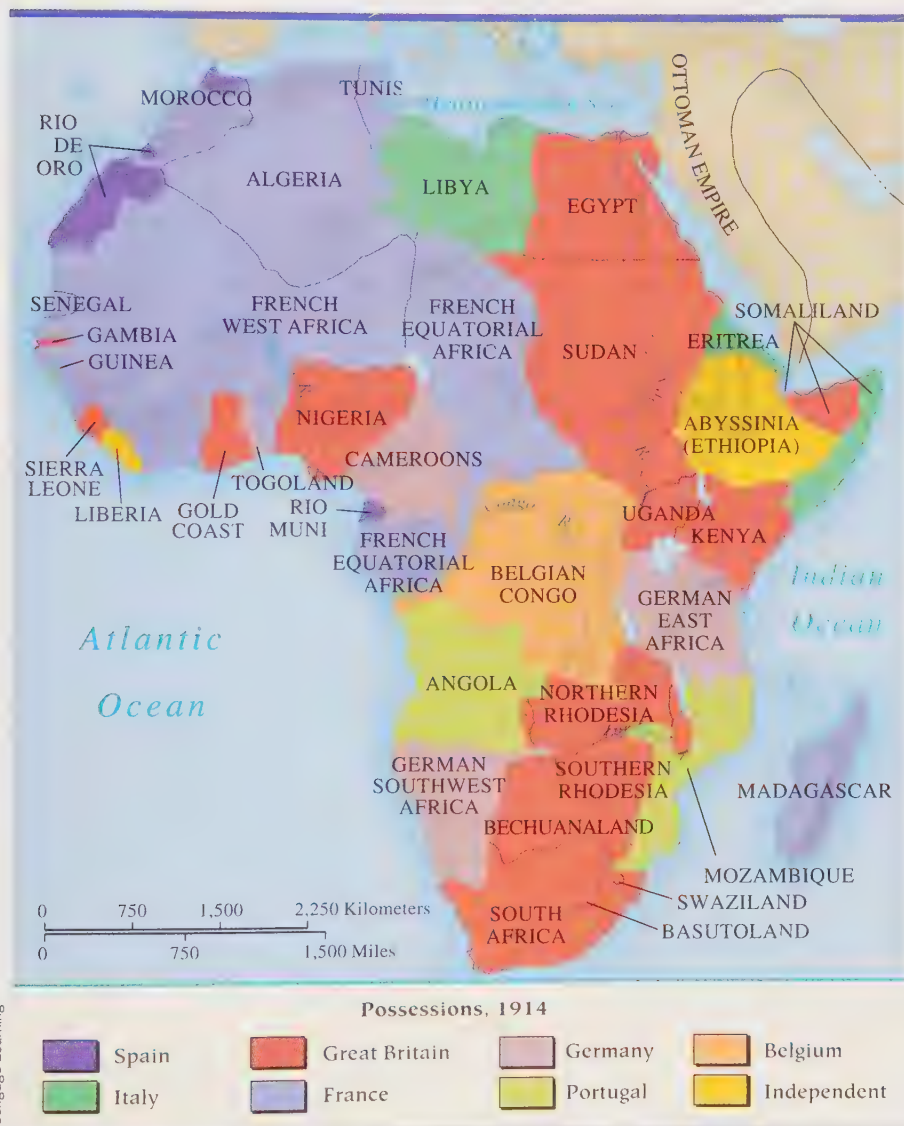 MOROCCO
TUNIS
RIO
DE
ORO
ALGERIA
LIBYA
EGYPT
OTTOMAN EMPIRE
SENEGAL
GAMBIA
GUINEA
FRENCH
WEST AFRICA
FRENCH
EQUATORIAL
AFRICA
SUDAN
ERITREA
SOMALILAND
NIGERIA
ABYSSINIA
(ETHIOPIA)
SIERRA
LEONE
LIBERIA
GOLD
COAST
TOGOLAND
CAMEROONS
RIO
MUNI
FRENCH
EQUATORIAL
AFRICA
Congo R.
UGANDA
KENYA
BELGIAN
CONGO
GERMAN
EAST
AFRICA
Indian
Ocean
Atlantic
Ocean
ANGOLA
NORTHERN
RHODESIA
GERMAN
SOUTHWEST
AFRICA
SOUTHERN
RHODESIA
BECHUANALAND
MADAGASCAR
MOZAMBIQUE
SWAZILAND
BASUTOLAND
SOUTH
AFRICA
0 750 1,500 2,250 Kilometers
0 750 1,500 Miles
Possessions, 1914
Spain
Great Britain
Germany
Belgium
Italy
France
Portugal
Independent